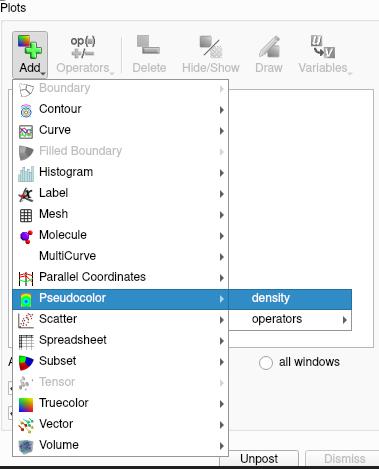 Plots
Add
op(<)
+/−
Operators
Delete
Hide/Show
Draw
Variables
Boundary
Contour
Curve
Filled Boundary
Histogram
Label
Mesh
Molecule
MultiCurve
Parallel Coordinates
Pseudocolor
density
Scatter
operators
Spreadsheet
Subset
all windows
Tensor
Truecolor
Vector
Volume
Unpost
Dismiss